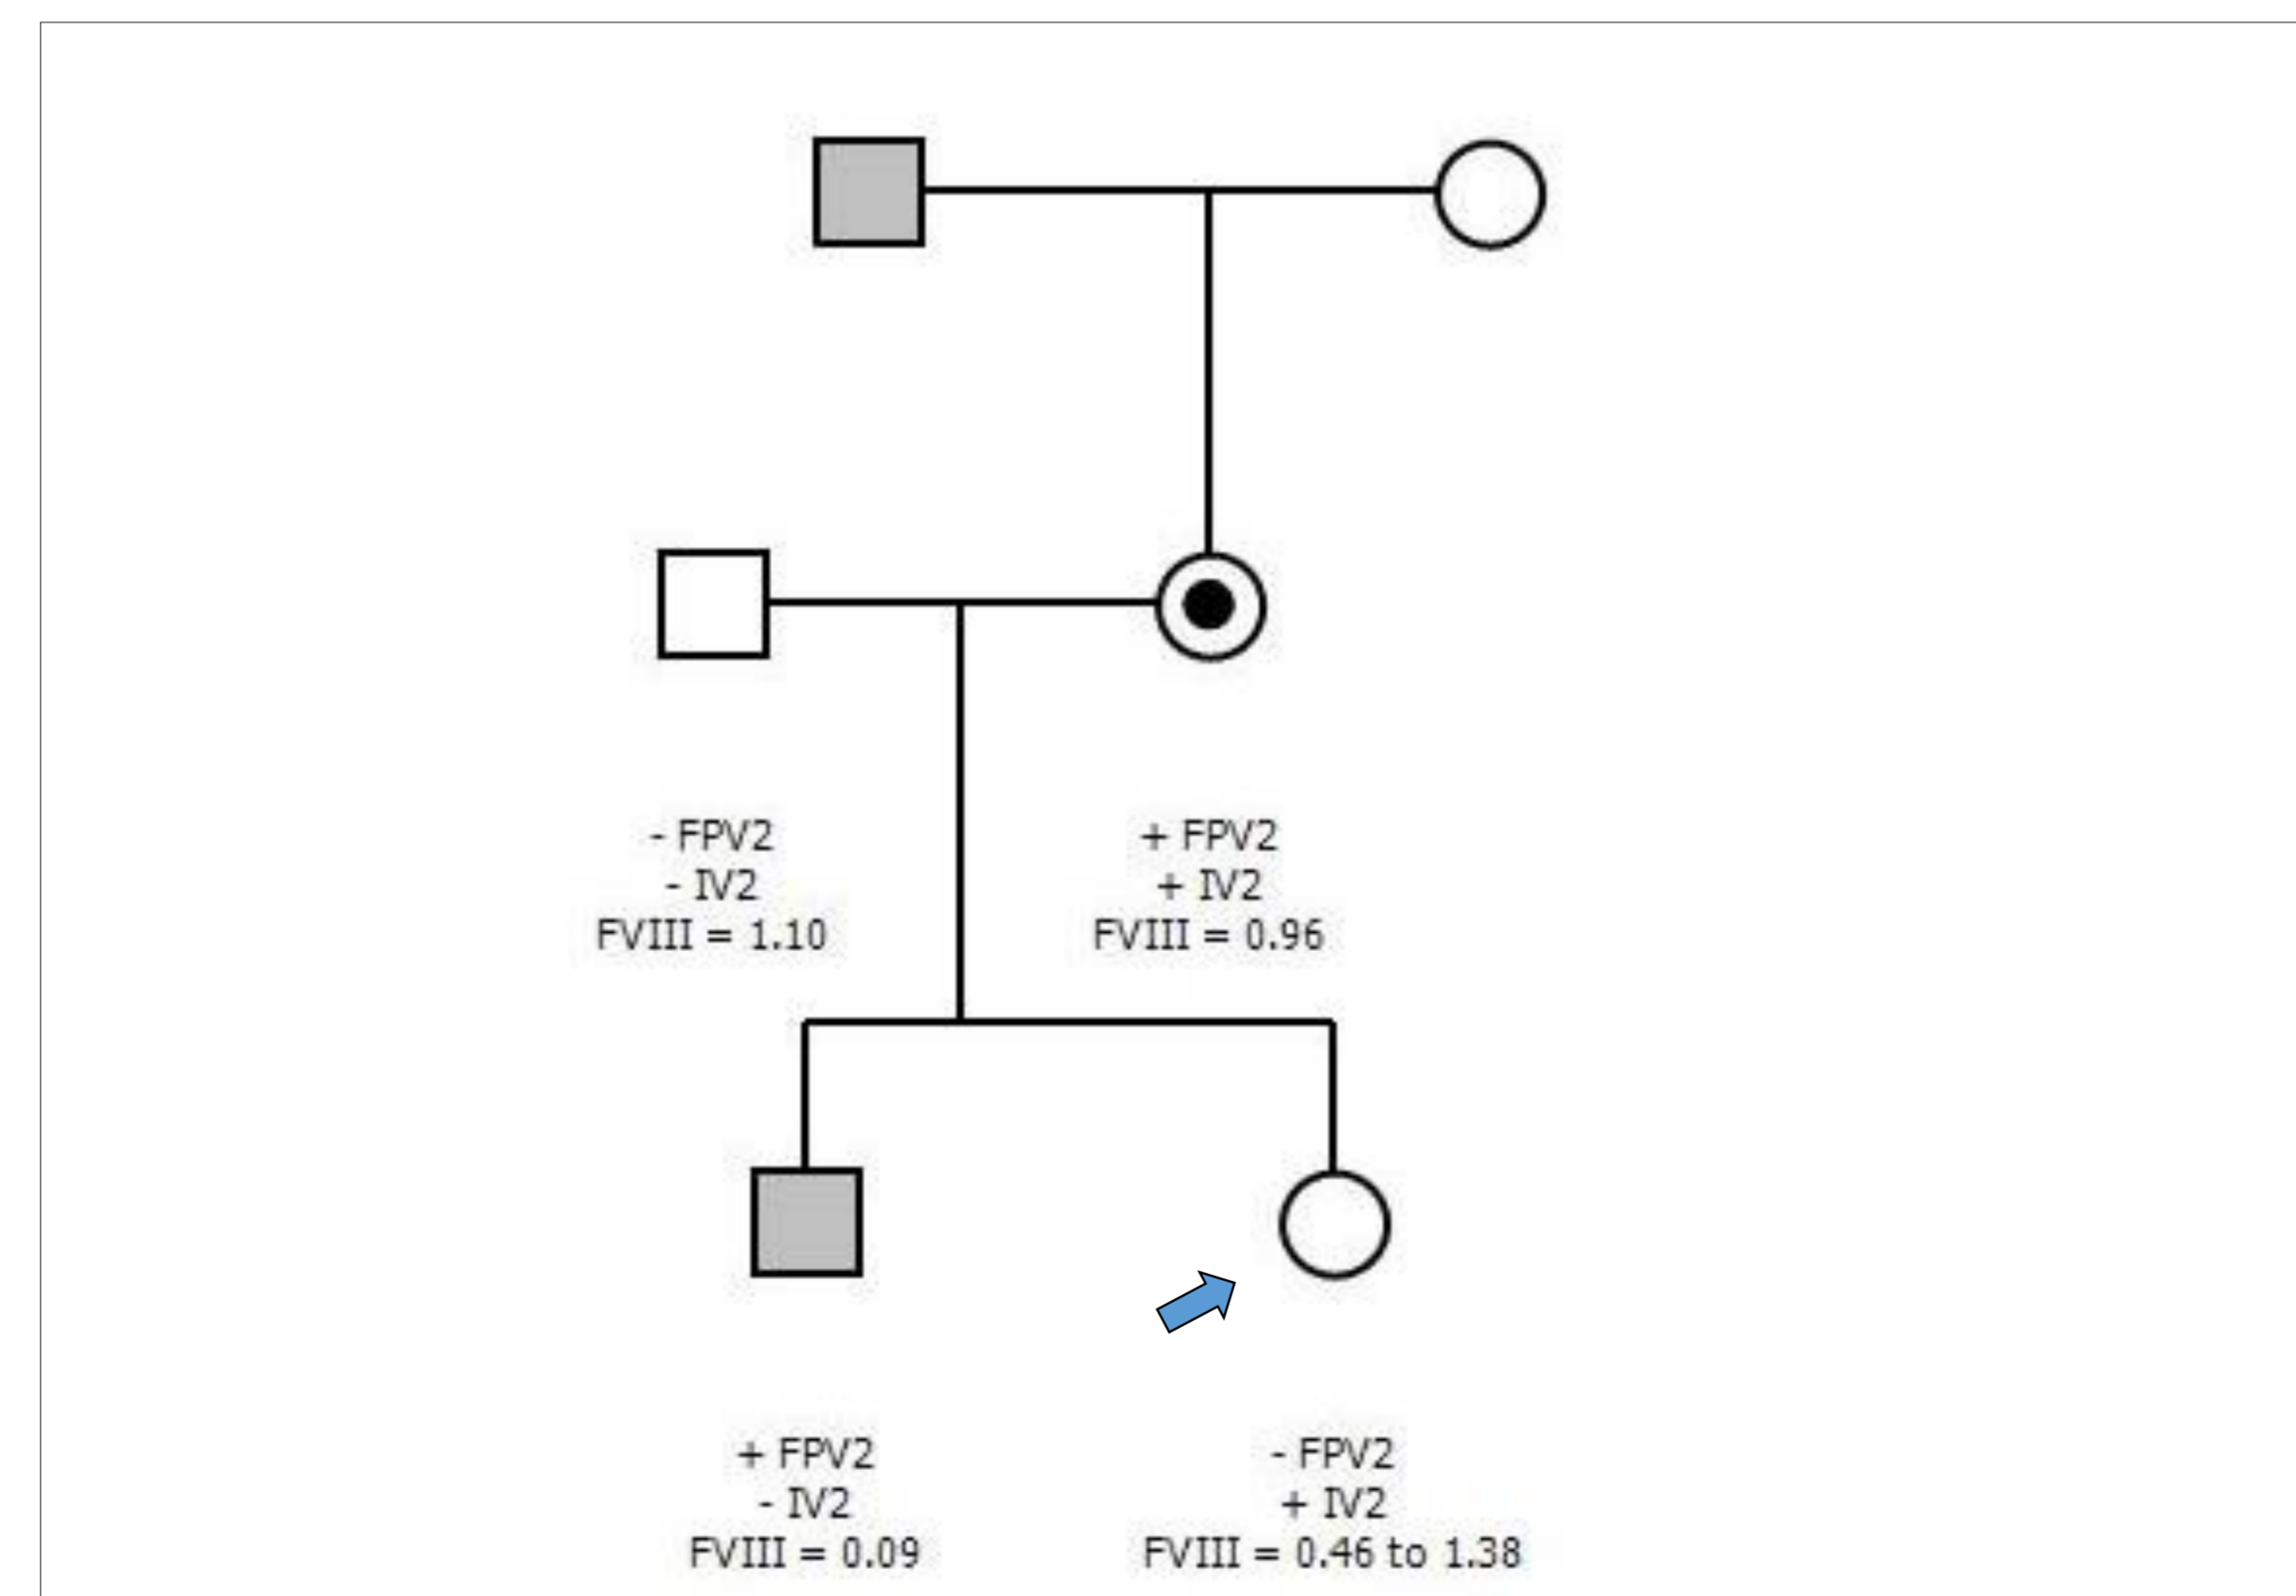 - FPV2
- IV2
FVIII = 1.10
+ FPV2
+ IV2
FVIII = 0.96
+ FPV2
- IV2
FVIII = 0.09
- FPV2
+ IV2
FVIII = 0.46 to 1.38